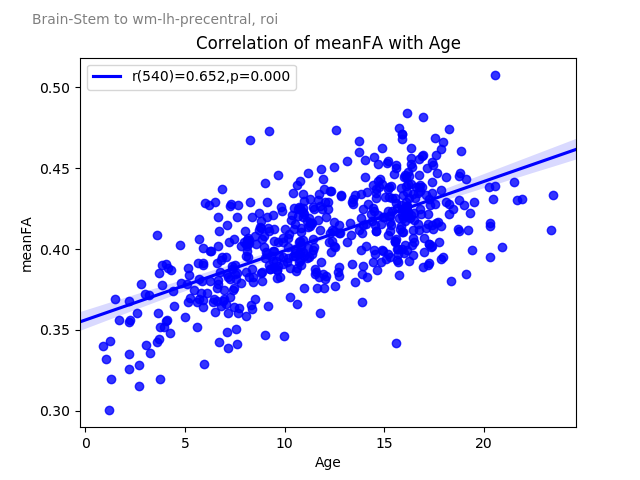 Brain-Stem to wm-lh-precentral, roi
Correlation of meanFA with Age
r(540)=0.652,p=0.000
meanFA
0.50
0.45
0.40
0.35
0.30
0
5
10
15
20
Age